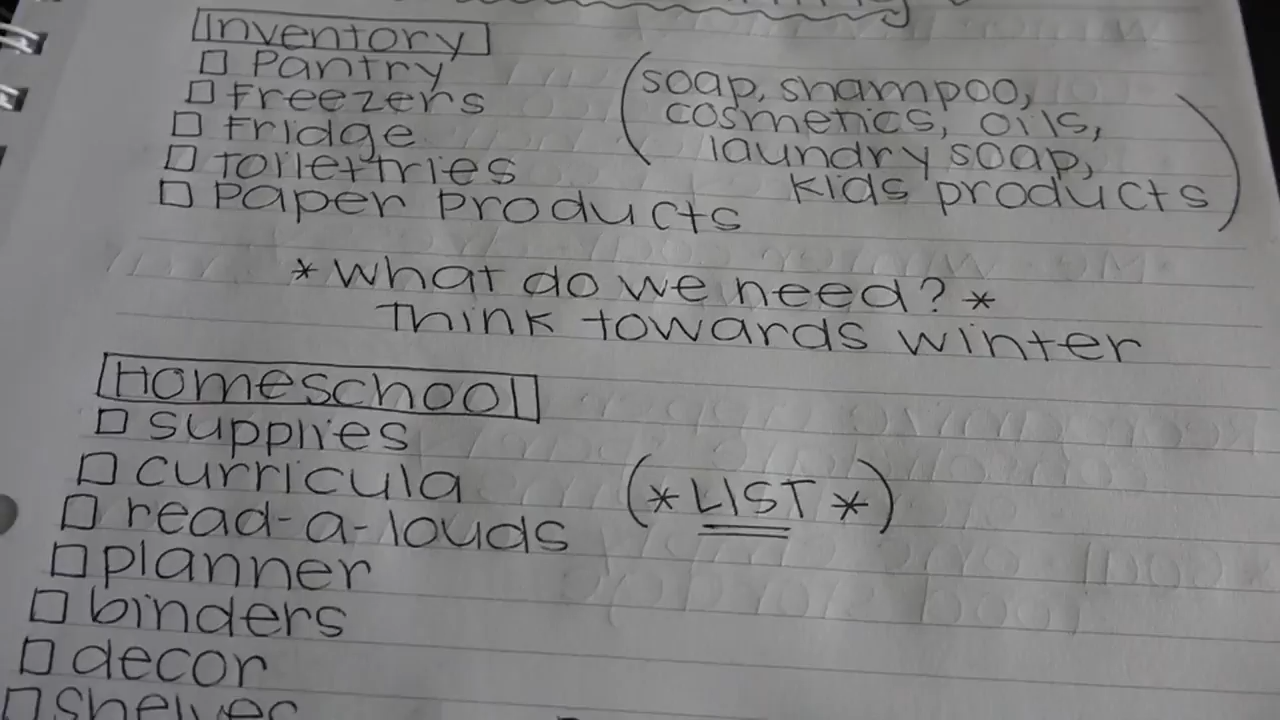 Inventory
Pantry
freezers
fridge
toilettries
paper products
(soap, shampoo,
cosmetics, oils,
laundry soap,
kids products)
*What do we need?*
Think towards winter
Homeschool
supplies
curricula
read-a-louds
(*LIST*)
planner
binders
decor
shelves